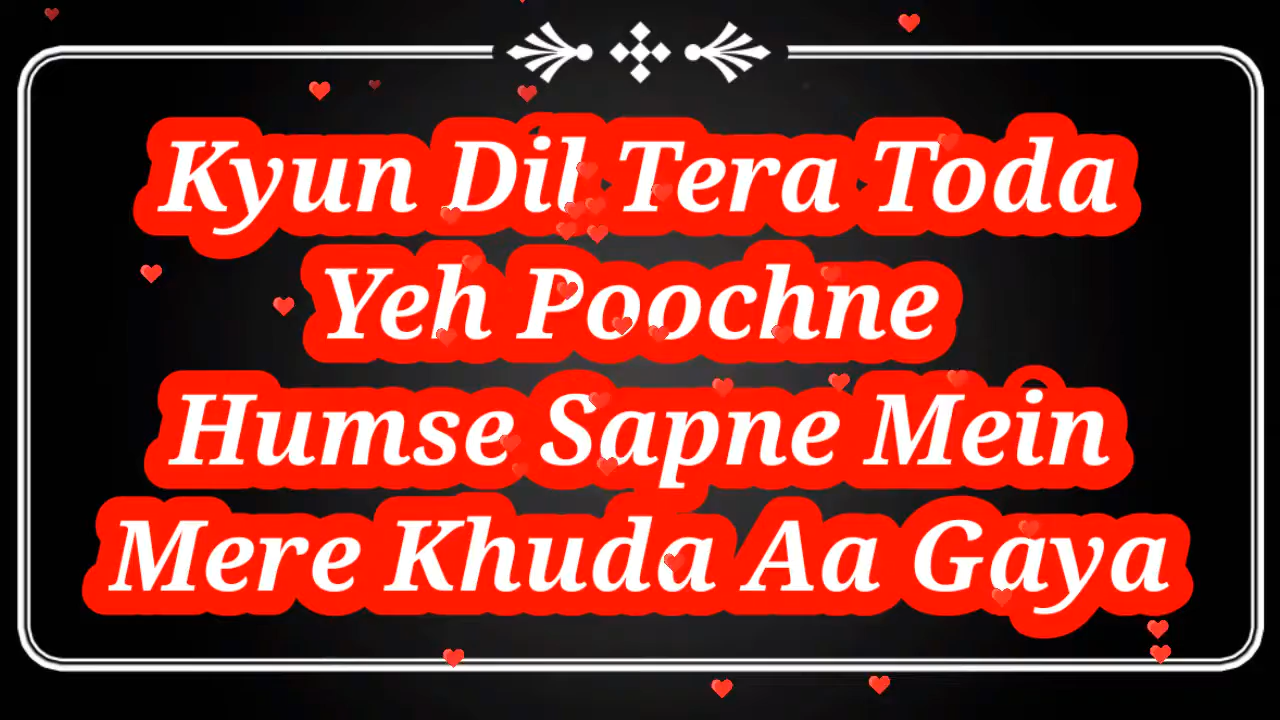 Kyun Dil Tera Toda
Yeh Poochne
Humse Sapne Mein
Mere Khuda Aa Gaya